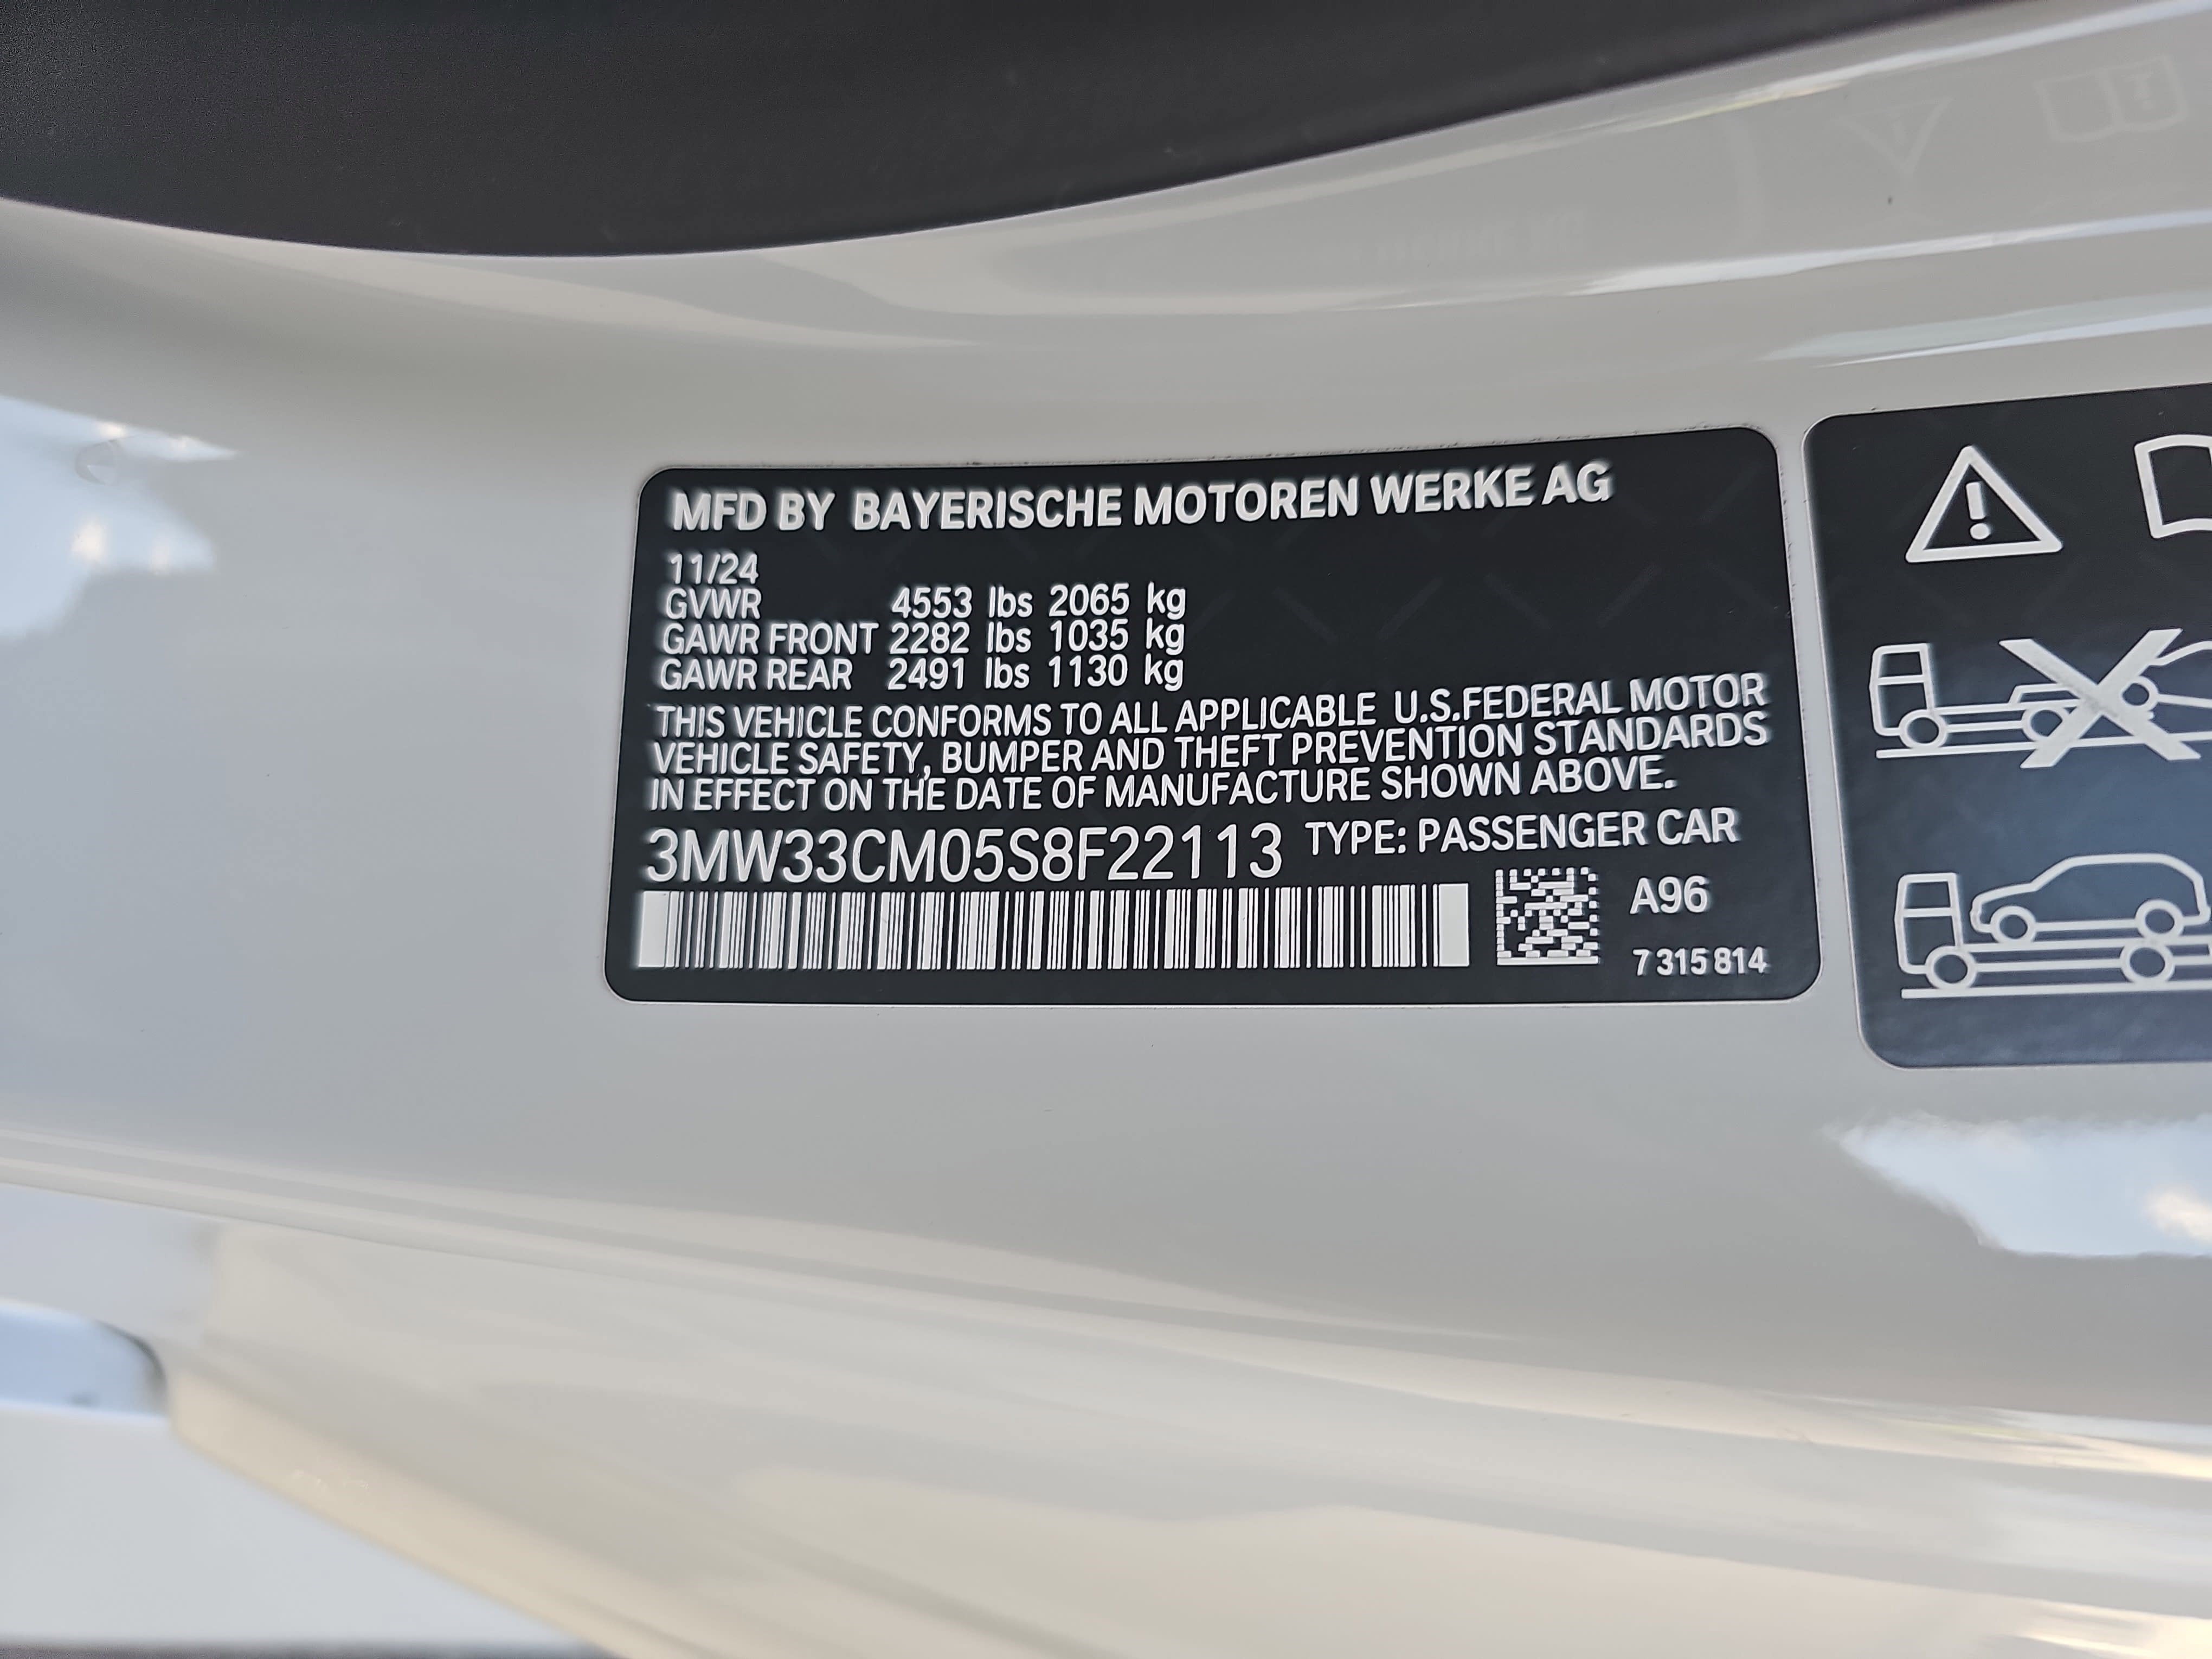 MFD BY BAYERISCHE MOTOREN WERKE AG
11/24
GVWR 4553 lbs 2065 kg
GAWR FRONT 2282 lbs 1035 kg
GAWR REAR 2491 lbs 1130 kg
THIS VEHICLE CONFORMS TO ALL APPLICABLE U.S.FEDERAL MOTOR
VEHICLE SAFETY, BUMPER AND THEFT PREVENTION STANDARDS
IN EFFECT ON THE DATE OF MANUFACTURE SHOWN ABOVE.
3MW33CM05S8F22113 TYPE: PASSENGER CAR
A96
7 315 814